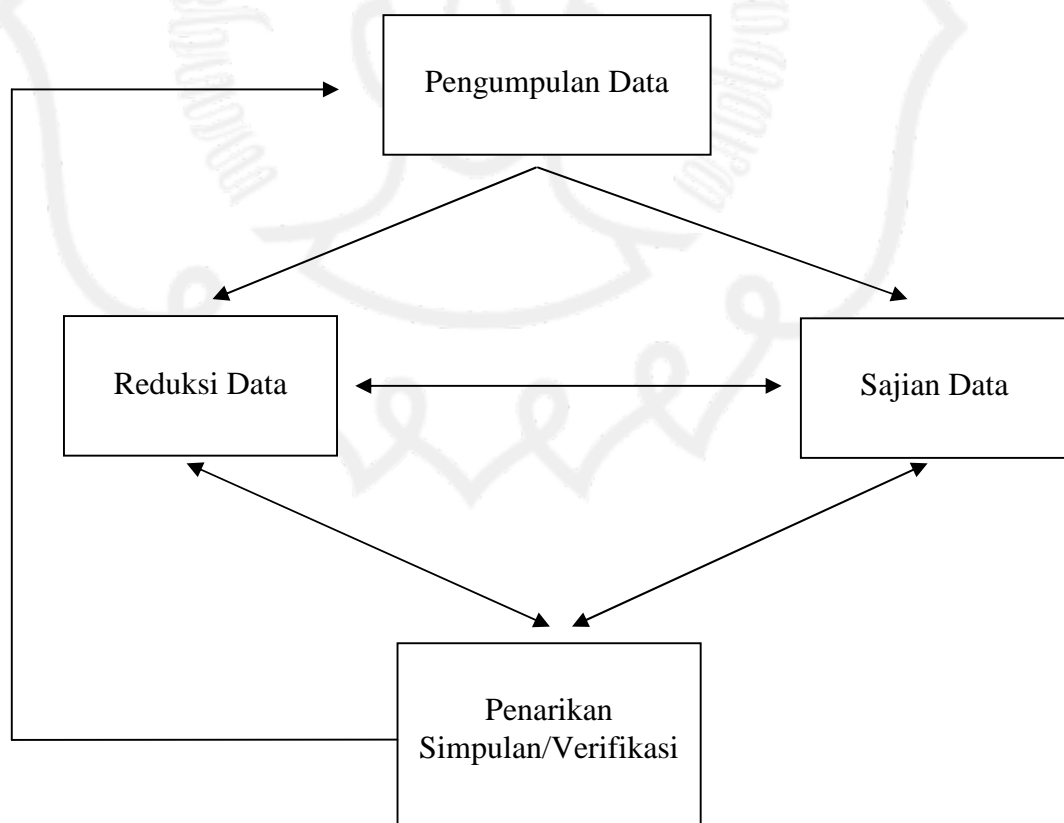 Pengumpulan Data
Reduksi Data
Sajian Data
Penarikan
Simpulan/Verifikasi